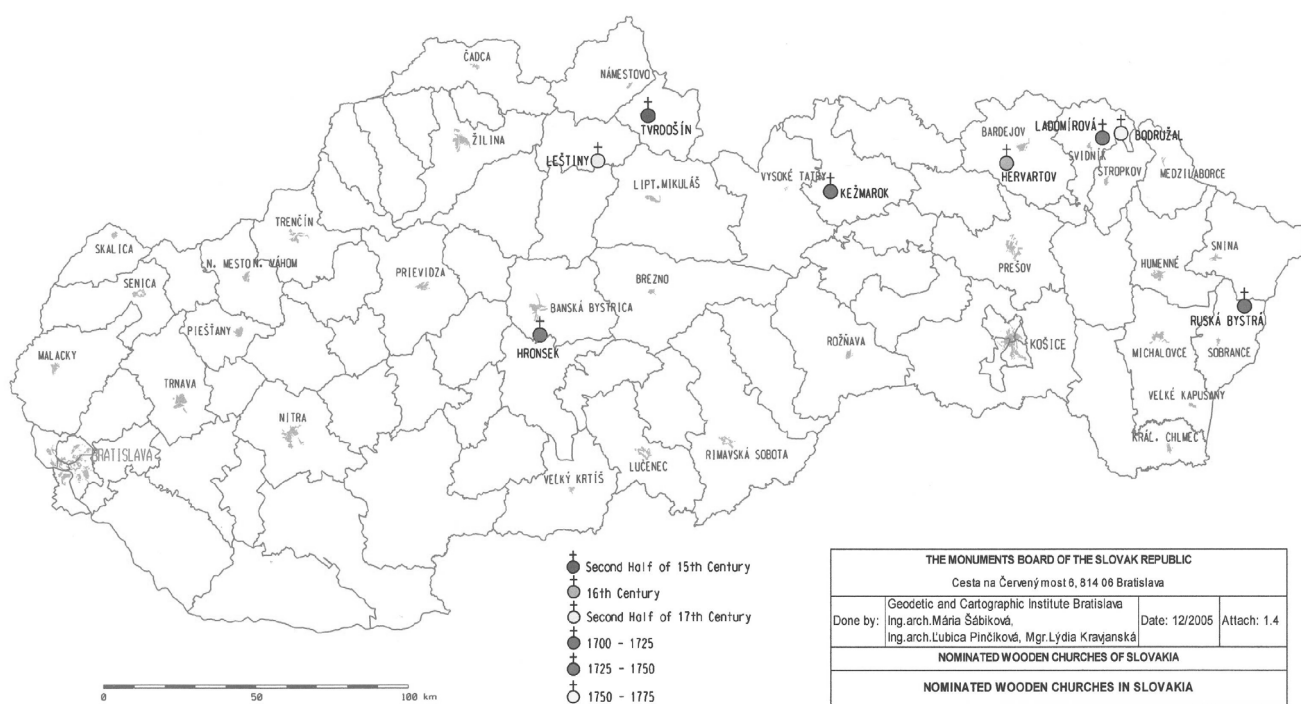 ČADCA
NÁMESTOVO
TVRDOŠÍN
ŽILINA
LEŠTINY
LIPT.MIKULÁŠ
VYSOKÉ TATRY
KEŽMAROK
BARDEJOV
LADOMÍROVÁ
BODRUŽAL
SVIDNÍK
HERVARTOV
STROPKOV
MEDZILABORCE
TRENČÍN
SKALICA
N. MESTO N. VÁHOM
PRIEVIDZA
BREZNO
PREŠOV
HUMENNÉ
SNINA
SENICA
BANSKÁ BYSTRICA
PIEŠŤANY
HRONSEK
RUSKÁ BYSTRÁ
MALACKY
ROŽŇAVA
KOŠICE
MICHALOVCE
SOBRANCE
TRNAVA
NITRA
VEĽKÉ KAPUŠANY
BRATISLAVA
LUČENEC
RIMAVSKÁ SOBOTA
KRÁĽ. CHLMEC
VEĽKÝ KRTÍŠ
Second Half of 15th Century
16th Century
Second Half of 17th Century
1700 - 1725
1725 - 1750
1750 - 1775
0 50 100 km
THE MONUMENTS BOARD OF THE SLOVAK REPUBLIC
Cesta na Červený most 6, 814 06 Bratislava
Done by:
Geodetic and Cartographic Institute Bratislava
Ing.arch.Mária Šábiková,
Ing.arch.Ľubica Pinčíková, Mgr.Lýdia Kravjanská
Date: 12/2005
Attach: 1.4
NOMINATED WOODEN CHURCHES OF SLOVAKIA
NOMINATED WOODEN CHURCHES IN SLOVAKIA